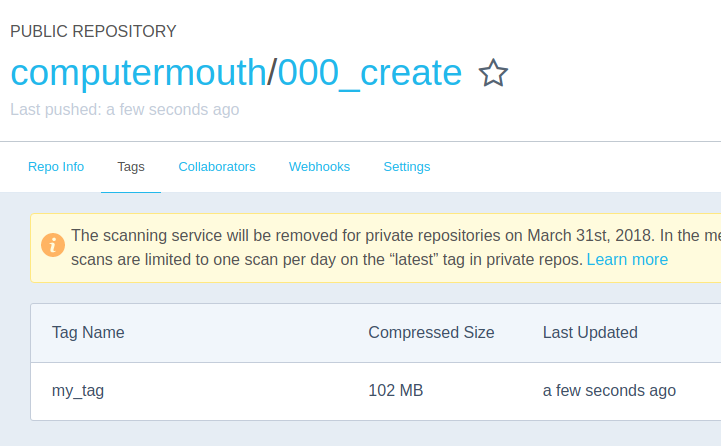 PUBLIC REPOSITORY
computermouth/000_create
Last pushed: a few seconds ago
Repo Info Tags Collaborators Webhooks Settings
The scanning service will be removed for private repositories on March 31st, 2018. In the
scans are limited to one scan per day on the “latest” tag in private repos. Learn more
Tag Name Compressed Size Last Updated
my_tag 102 MB a few seconds ago